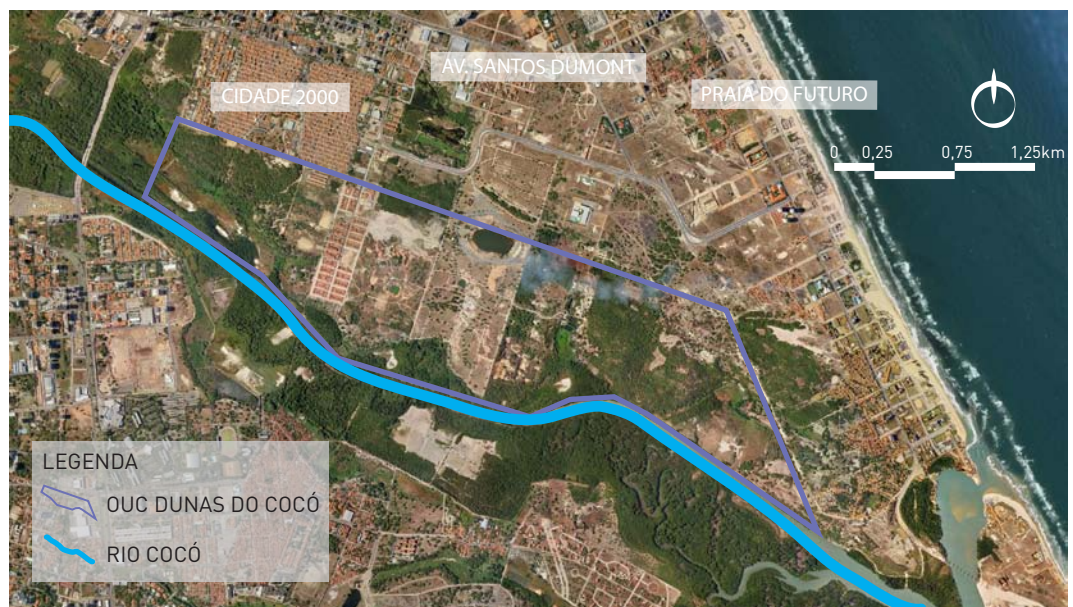 AV. SANTOS DUMONT
CIDADE 2000
PRAIA DO FUTURO
0 0,25 0,75 1,25km
LEGENDA
OUC DUNAS DO COCÓ
RIO COCÓ